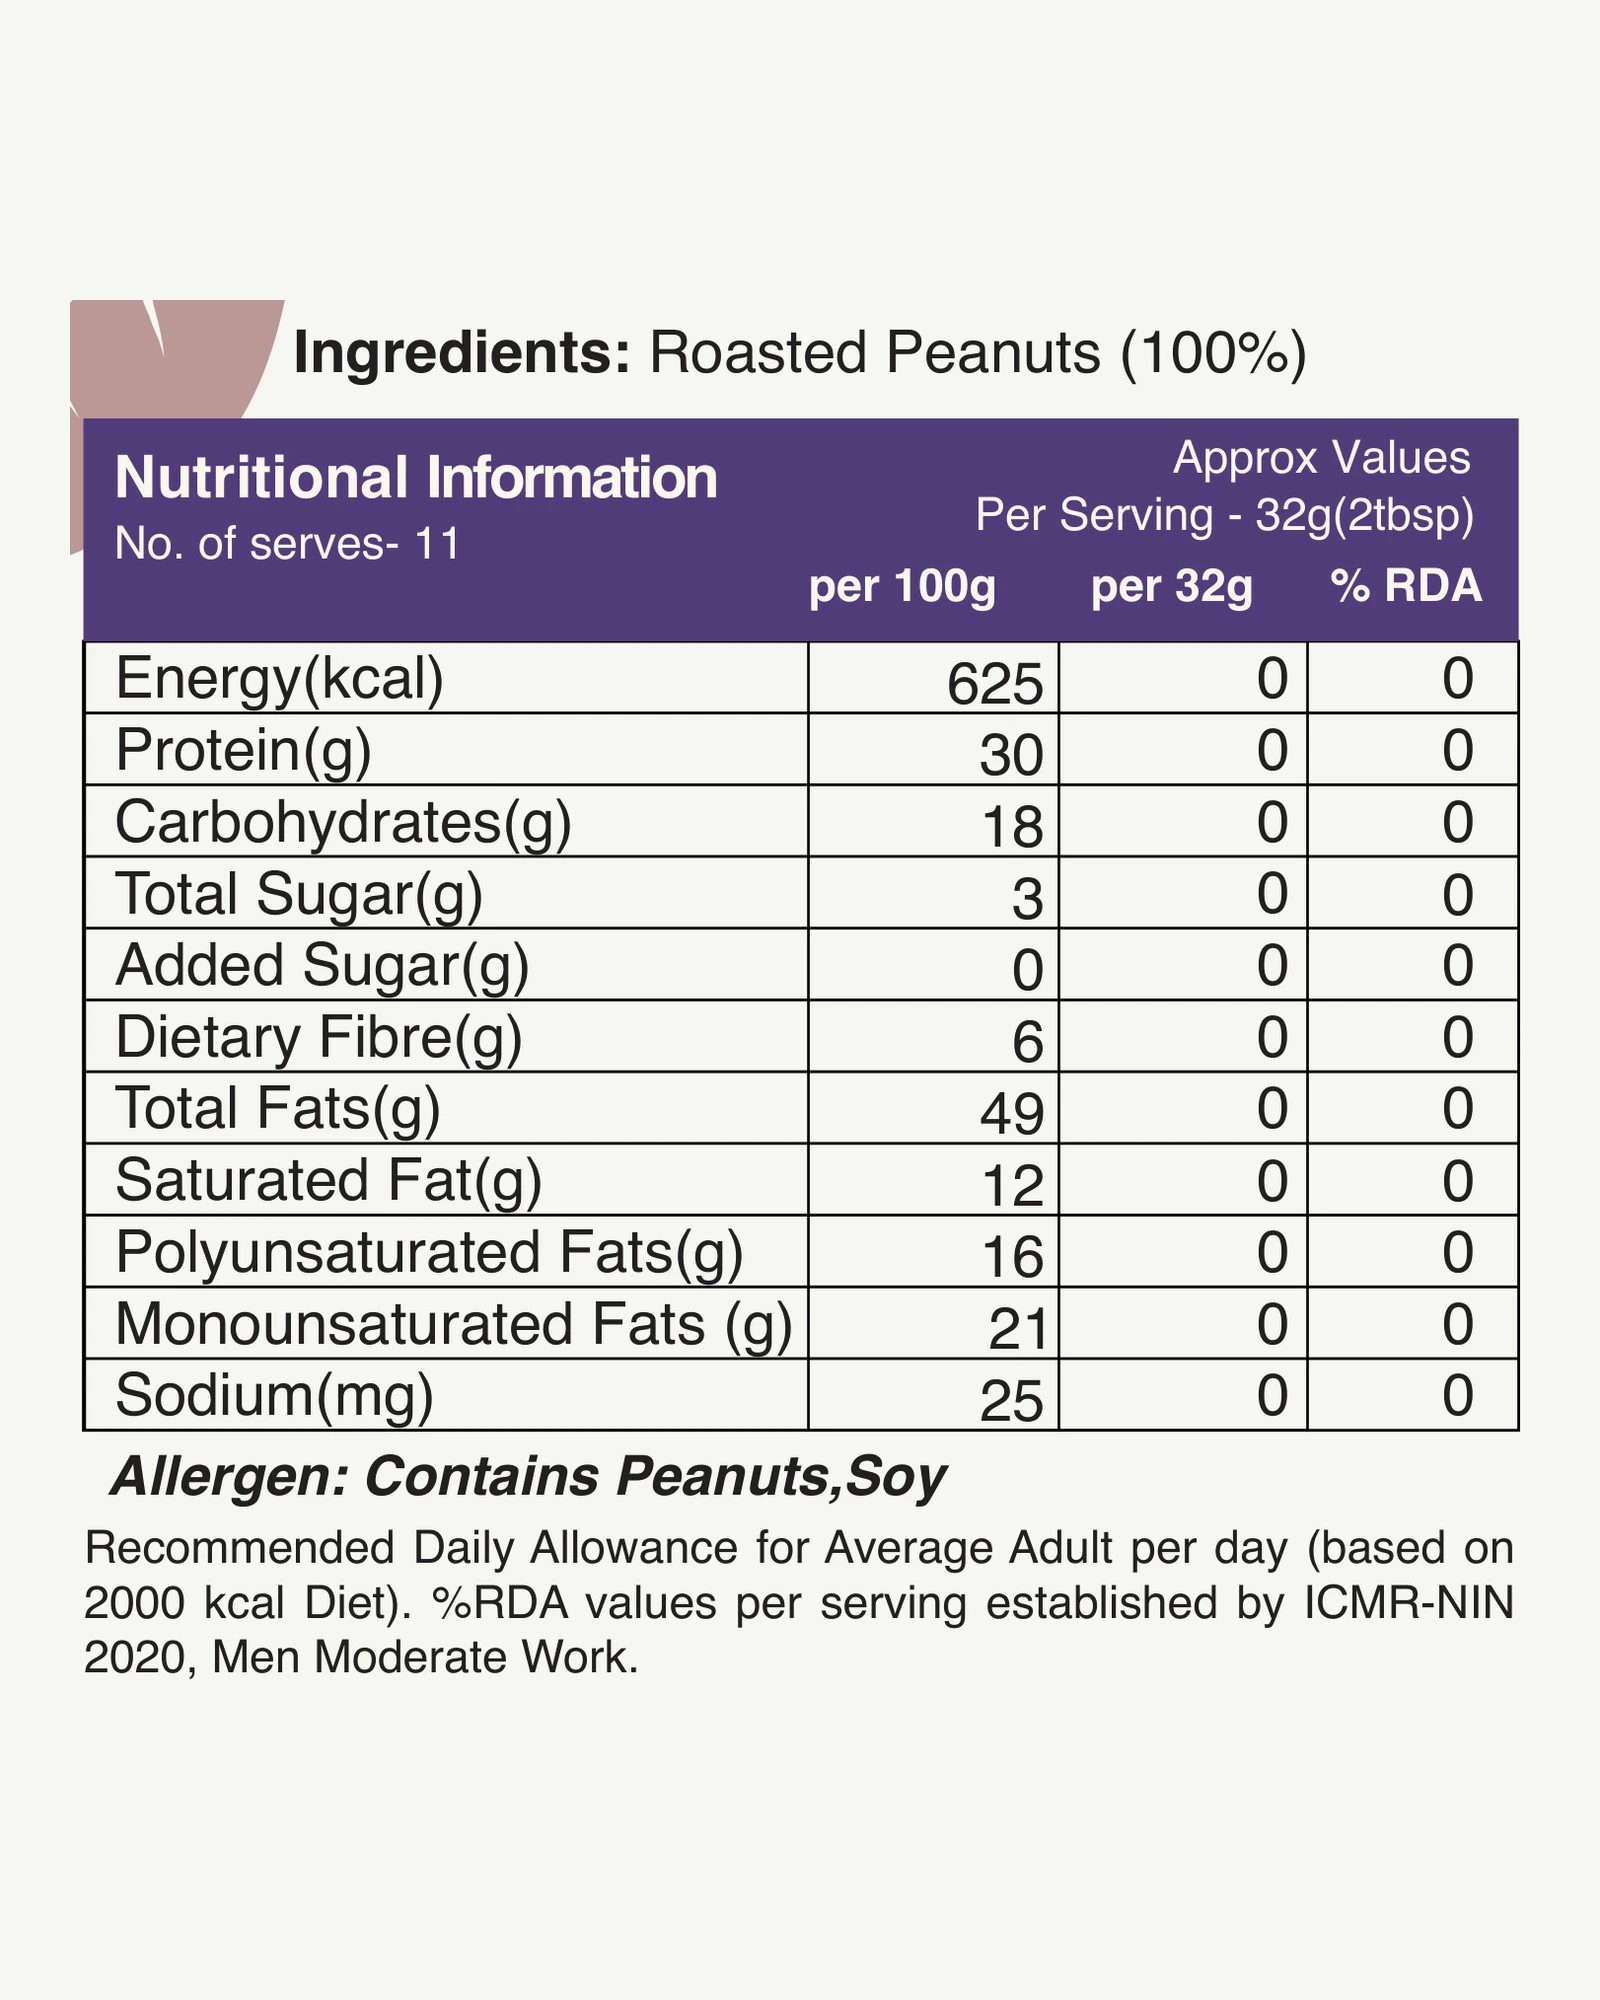 Ingredients: Roasted Peanuts (100%)
Nutritional Information
No. of serves- 11
Approx Values
Per Serving - 32g(2tbsp)
per 100g per 32g % RDA
Energy(kcal) 625 0 0
Protein(g) 30 0 0
Carbohydrates(g) 18 0 0
Total Sugar(g) 3 0 0
Added Sugar(g) 0 0 0
Dietary Fibre(g) 6 0 0
Total Fats(g) 49 0 0
Saturated Fat(g) 12 0 0
Polyunsaturated Fats(g) 16 0 0
Monounsaturated Fats (g) 21 0 0
Sodium(mg) 25 0 0
Allergen: Contains Peanuts,Soy
Recommended Daily Allowance for Average Adult per day (based on
2000 kcal Diet). %RDA values per serving established by ICMR-NIN
2020, Men Moderate Work.